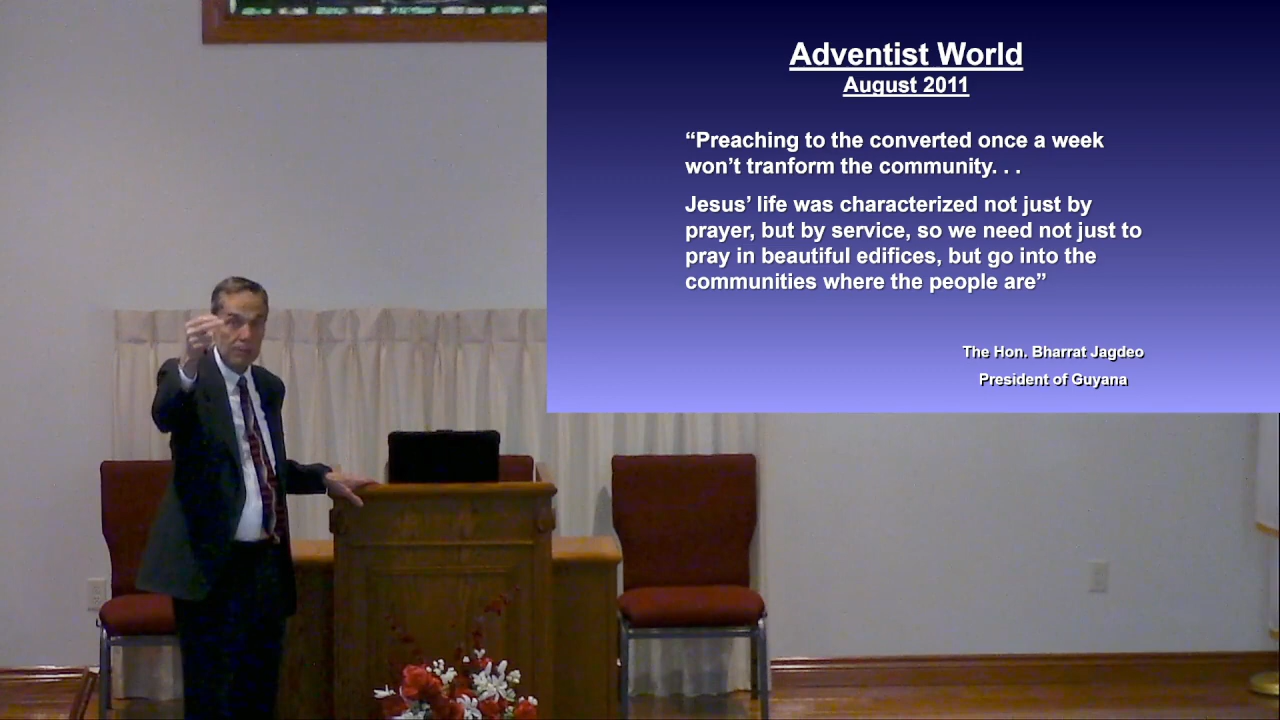 Adventist World
August 2011
“Preaching to the converted once a week
won’t tranform the community. . .
Jesus’ life was characterized not just by
prayer, but by service, so we need not just to
pray in beautiful edifices, but go into the
communities where the people are”
The Hon. Bharrat Jagdeo
President of Guyana